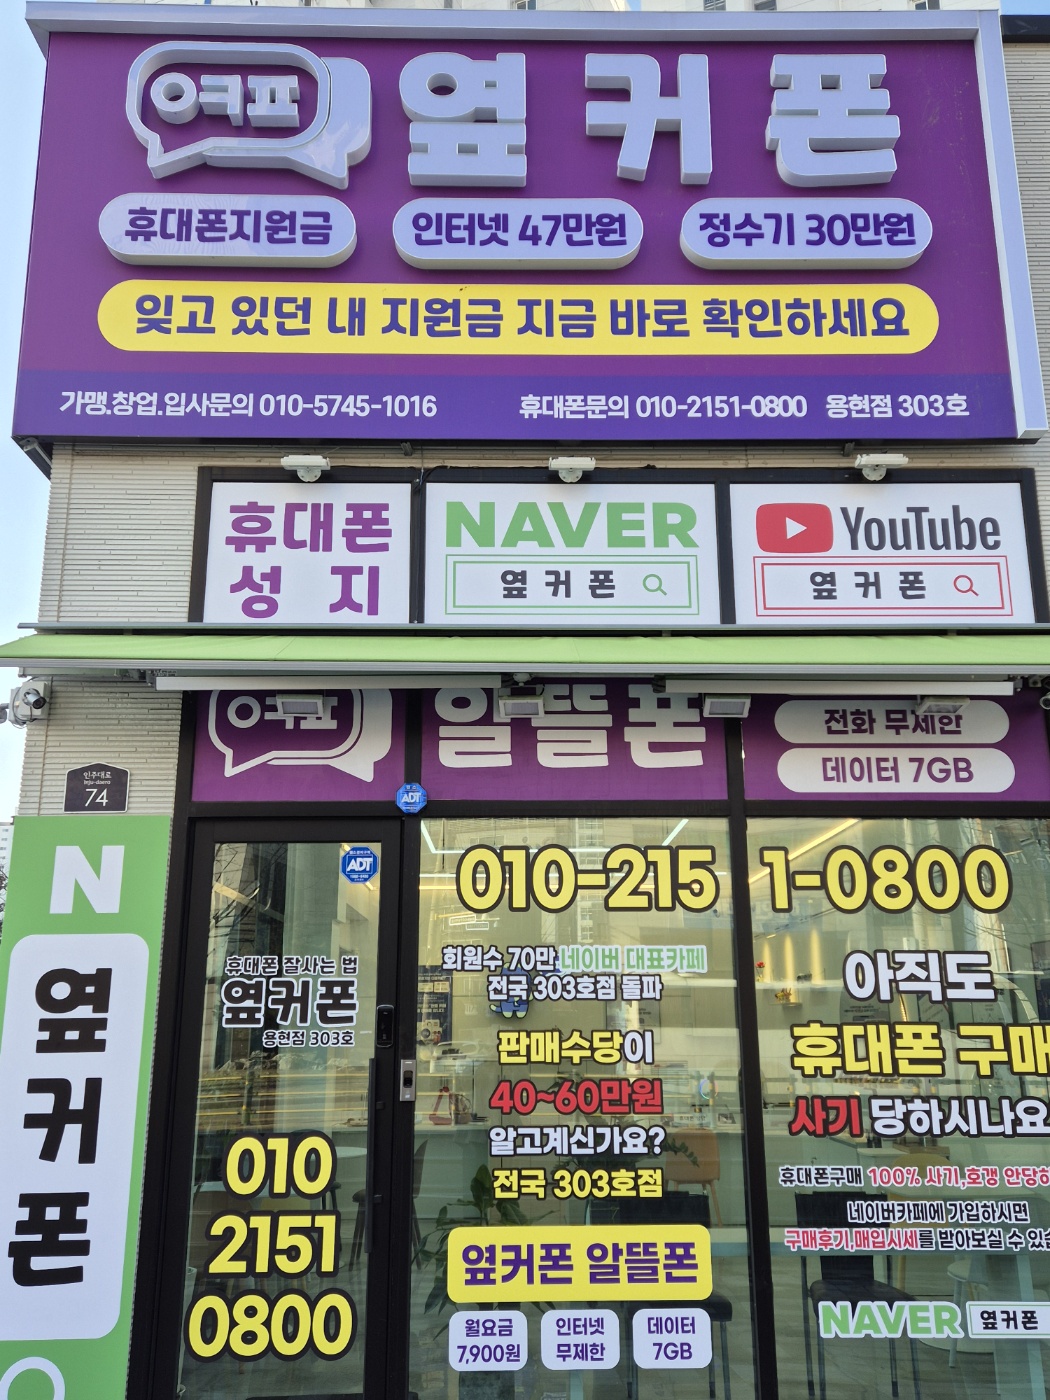 여커프 옆커폰
휴대폰지원금 인터넷 47만원 정수기 30만원
잊고 있던 내 지원금 지금 바로 확인하세요
가맹.창업.입사문의 010-5745-1016 휴대폰문의 010-2151-0800 용현점 303호
휴대폰
성지
NAVER
옆커폰
YouTube
옆커폰
여커프 알뜰폰
전화 무제한
데이터 7GB
인주대로
Inju-daero
74
ADT
ADT
N
옆커폰
휴대폰 잘사는 법
옆커폰
용현점 303호
010
2151
0800
010-2151-0800
회원수 70만 네이버 대표카페
전국 303호점 돌파
판매수당이
40~60만원
알고계신가요?
전국 303호점
옆커폰 알뜰폰
월요금
7,900원
인터넷
무제한
데이터
7GB
아직도
휴대폰 구매
사기 당하시나요
휴대폰구매 100% 사기,호갱 안당하
네이버카페에 가입하시면
구매후기,매입시세를 받아보실 수 있
NAVER 옆커폰